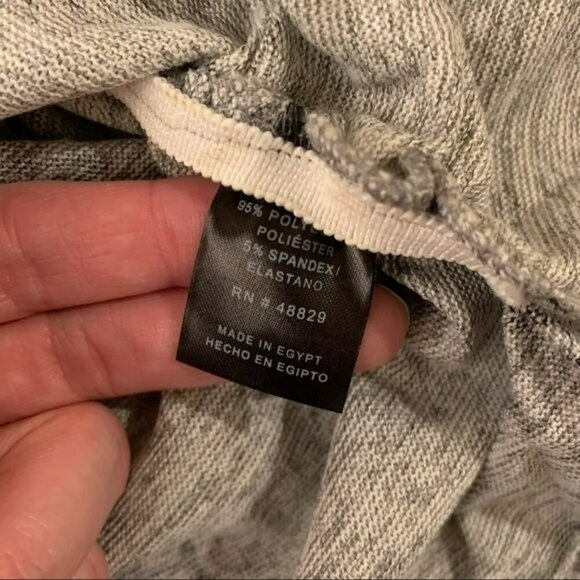 95% POLY
POLIÉSTER
5% SPANDEX/
ELASTANO
RN # 48829
MADE IN EGYPT
HECHO EN EGIPTO